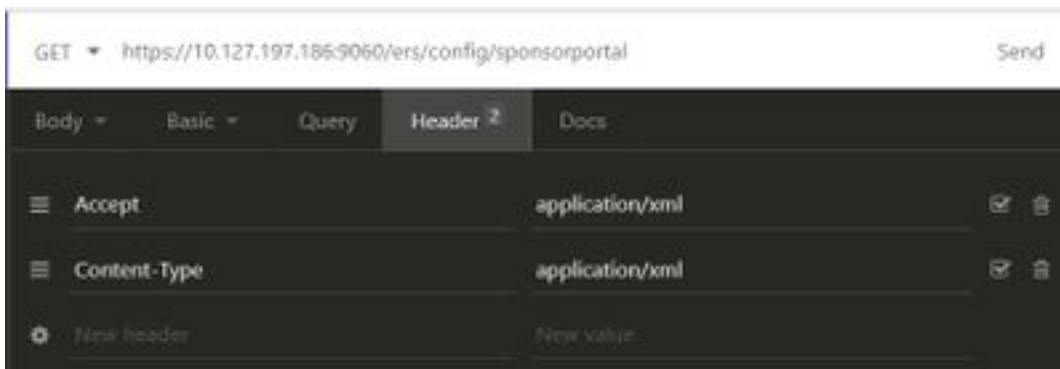 GET https://10.127.197.186:9060/ers/config/sponsorportal Send
Body Basic Query Header 2 Docs
Accept application/xml
Content-Type application/xml
New header New value